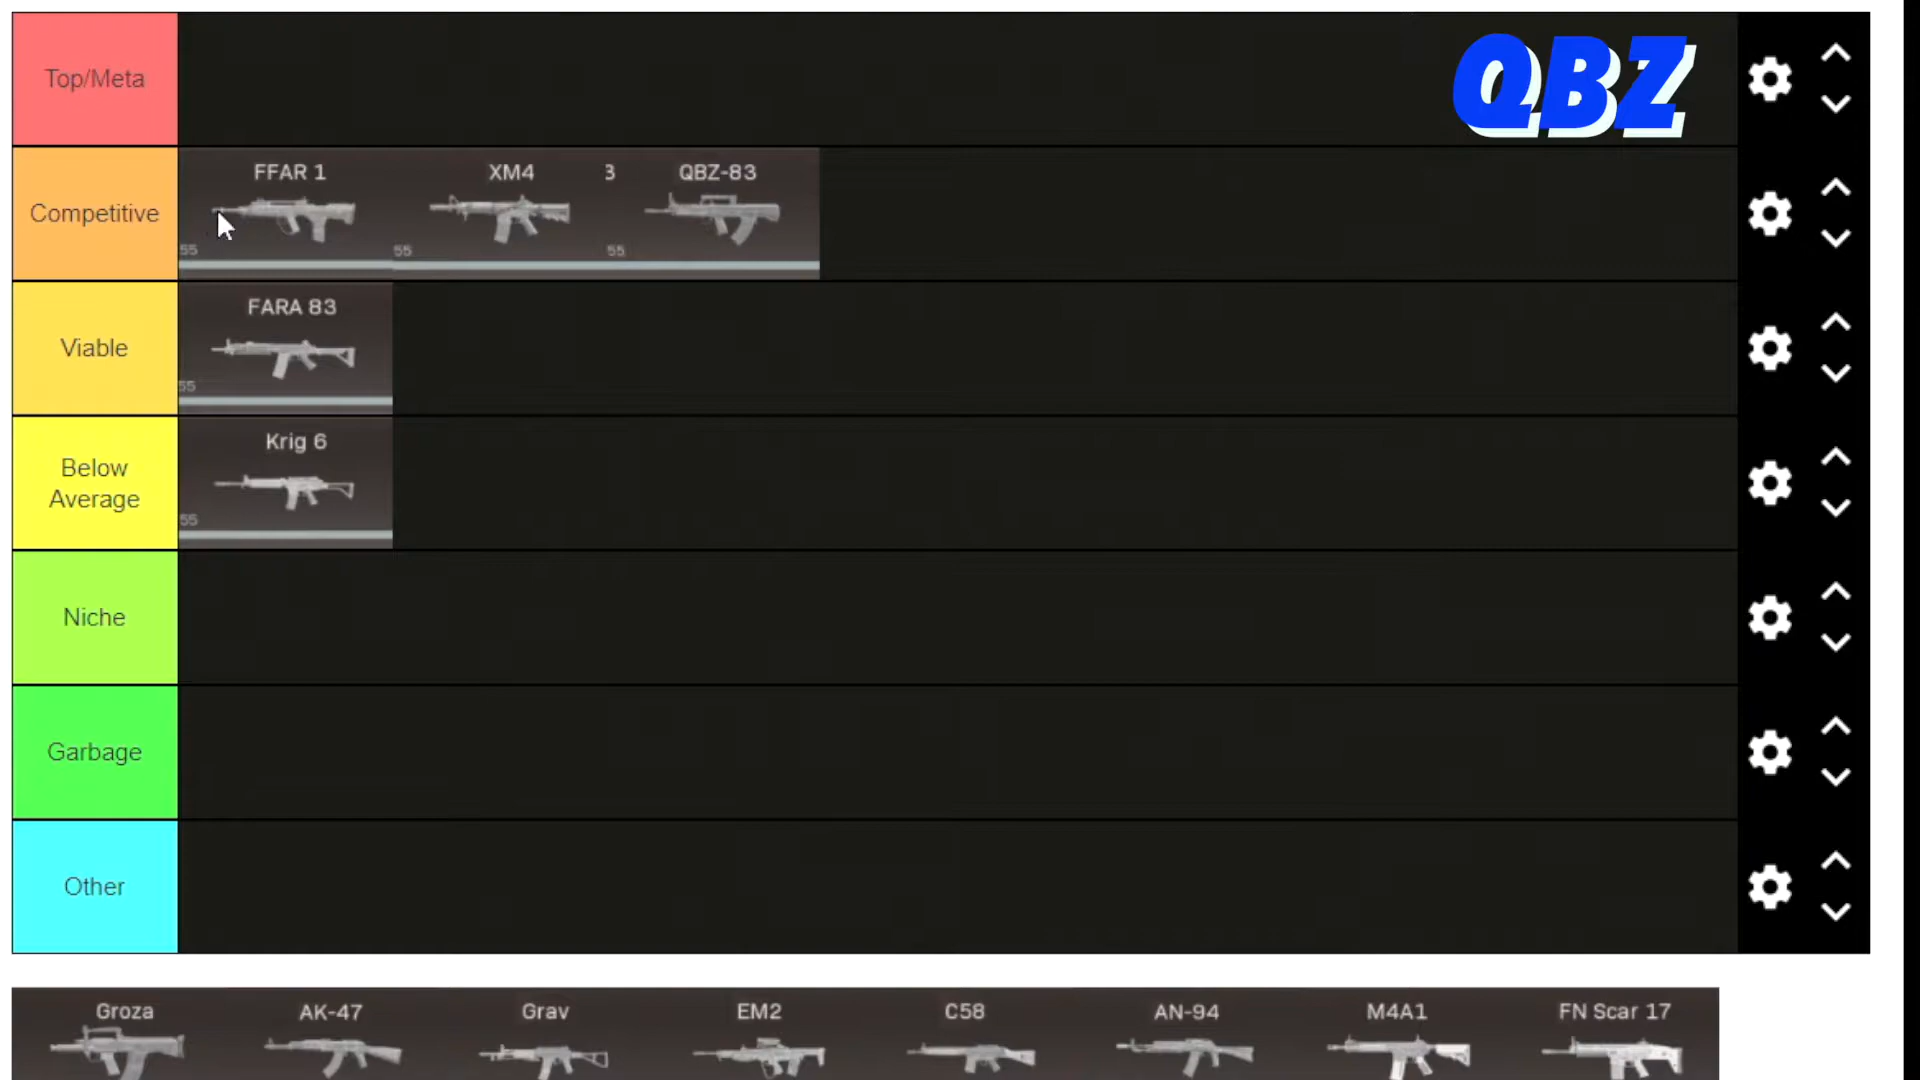 Top/Meta
QBZ
Competitive
FFAR 1
XM4
3
QBZ-83
55
55
55
Viable
FARA 83
55
Below
Average
Krig 6
55
Niche
Garbage
Other
Groza
AK-47
Grav
EM2
C58
AN-94
M4A1
FN Scar 17